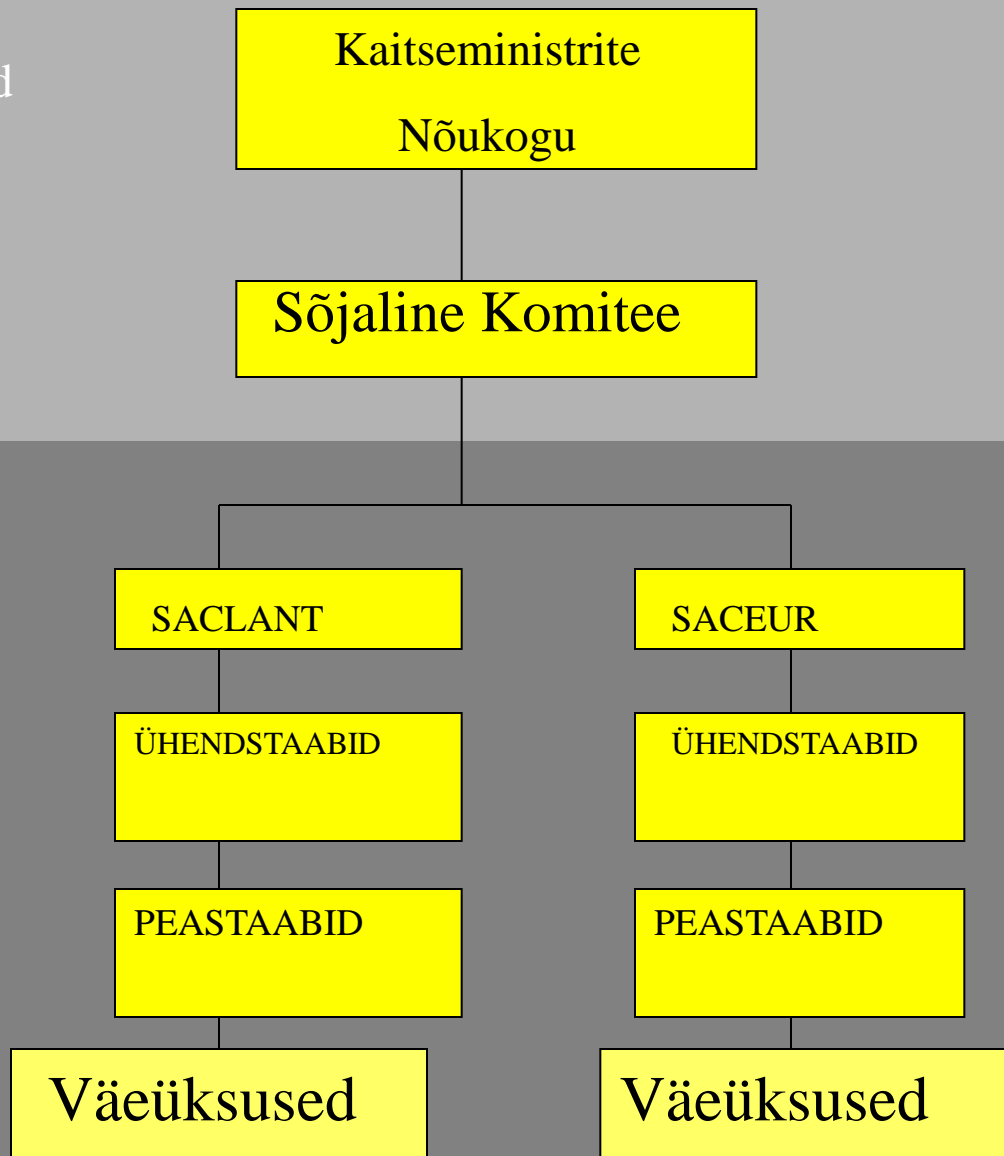 Kaitseministrite
Nõukogu
Sõjaline Komitee
SACLANT
SACEUR
ÜHENDSTAABID
ÜHENDSTAABID
PEASTAABID
PEASTAABID
Väeüksused
Väeüksused